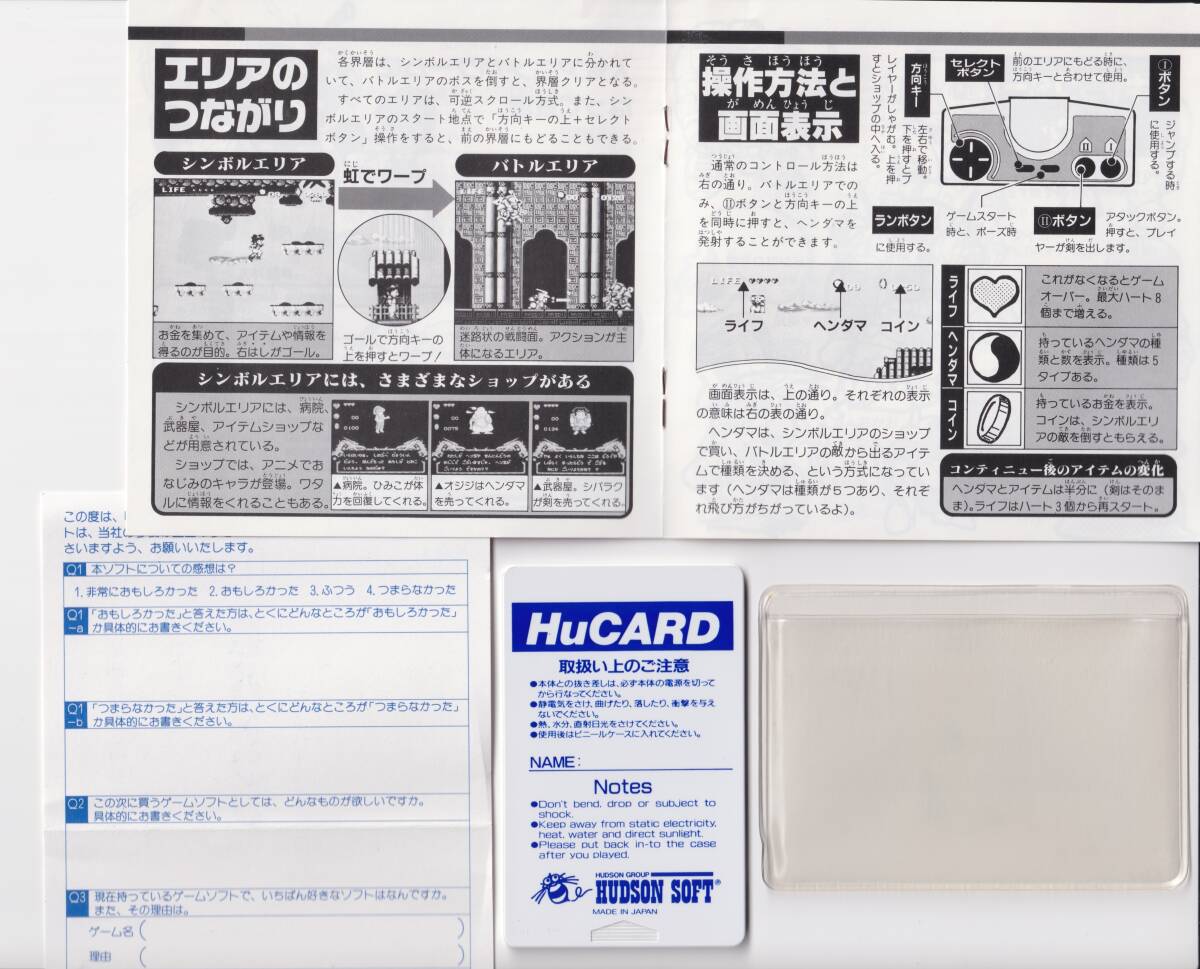 エリアの
つながり
各界層は、シンボルエリアとバトルエリアに分かれて
いて、バトルエリアのボスを倒すと、界層クリアとなる。
すべてのエリアは、可逆スクロール方式。また、シン
ボルエリアのスタート地点で「方向キーの上+セレクト
ボタン」操作をすると、前の界層にもどることもできる。
シンボルエリア
LIFE
お金を集めて、アイテムや情報を
得るのが目的。右はしがゴール。
虹でワープ
ゴールで方向キーの
上を押すとワープ!
バトルエリア
迷路状の戦闘面。アクションが主
体になるエリア。
シンボルエリアには、さまざまなショップがある
シンボルエリアには、病院、
武器屋、アイテムショップな
どが用意されている。
ショップでは、アニメでお
なじみのキャラが登場。ワタ
ルに情報をくれることもある。
▲病院。ひみこが体
力を回復してくれる。
▲オジジはヘンダマ
を売ってくれる。
▲武器屋。シバラク
が剣を売ってくれる。
操作方法と
画面表示
通常のコントロール方法は
右の通り。バトルエリアでの
み、Ⅱボタンと方向キーの上
を同時に押すと、ヘンダマを
発射することができます。
方向キー
左右で移動。
下を押すとプ
レイヤーがしゃがむ。上を押
すとショップの中へ入る。
セレクト
ボタン
前のエリアにもどる時に、
方向キーと合わせて使用。
Ⅰボタン
ジャンプする時
に使用する。
ランボタン
ゲームスタート
時と、ポーズ時
に使用する。
Ⅱボタン
アタックボタン。
押すと、プレイ
ヤーが剣を出します。
LIFE
ライフ
ヘンダマ
コイン
画面表示は、上の通り。それぞれの表示
の意味は右の表の通り。
ヘンダマは、シンボルエリアのショップ
で買い、バトルエリアの敵から出るアイテ
ムで種類を決める、という方式になってい
ます(ヘンダマは種類が5つあり、それぞ
れ飛び方がちがっているよ)。
ライフ
これがなくなるとゲーム
オーバー。最大ハート8
個まで増える。
ヘンダマ
持っているヘンダマの種
類と数を表示。種類は5
タイプある。
コイン
持っているお金を表示。
コインは、シンボルエリ
アの敵を倒すともらえる。
コンティニュー後のアイテムの変化
ヘンダマとアイテムは半分に(剣はそのま
ま)。ライフはハート3個から再スタート。
この度は、
トは、当社
さいますよう、お願いいたします。
Q1 本ソフトについての感想は?
1.非常におもしろかった 2.おもしろかった 3.ふつう 4.つまらなかった
Q1-a 「おもしろかった」と答えた方は、とくにどんなところが「おもしろかった」
か具体的にお書きください。
Q1-b 「つまらなかった」と答えた方は、とくにどんなところが「つまらなかった」
か具体的にお書きください。
Q2 この次に買うゲームソフトとしては、どんなものが欲しいですか。
具体的にお書きください。
Q3 現在持っているゲームソフトで、いちばん好きなソフトはなんですか。
また、その理由は。
ゲーム名(
理由 (
HuCARD
取扱い上のご注意
●本体との抜き差しは、必ず本体の電源を切って
から行なってください。
●静電気をさけ、曲げたり、落したり、衝撃を与え
ないでください。
●熱、水分、直射日光をさけてください。
●使用後はビニールケースに入れてください。
NAME:
Notes
●Don't bend, drop or subject to
shock.
●Keep away from static electricity,
heat, water and direct sunlight.
●Please put back in-to the case
after you played.
HUDSON GROUP
HUDSON SOFT®
MADE IN JAPAN